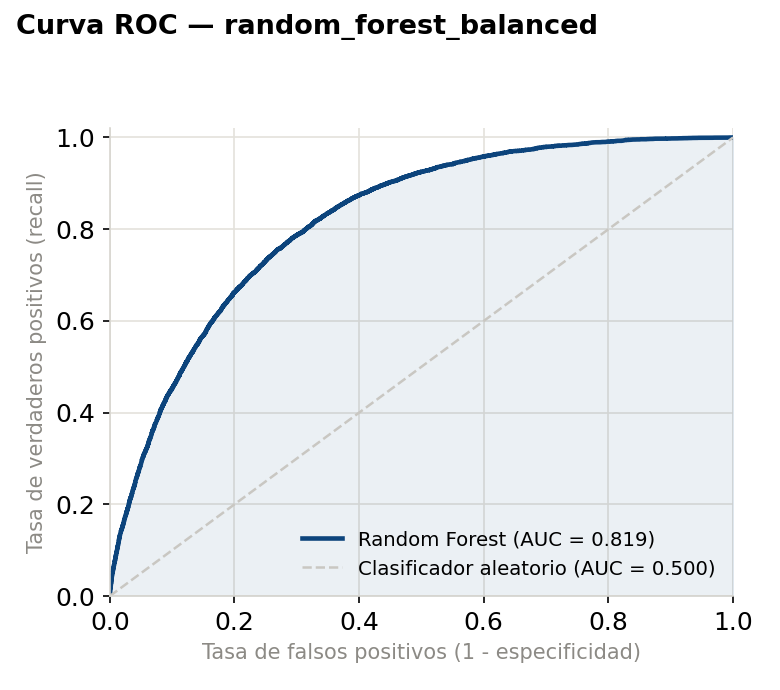 Curva ROC — random_forest_balanced
Tasa de verdaderos positivos (recall)
1.0
0.8
0.6
0.4
0.2
0.0
Random Forest (AUC = 0.819)
Clasificador aleatorio (AUC = 0.500)
0.0 0.2 0.4 0.6 0.8 1.0
Tasa de falsos positivos (1 - especificidad)